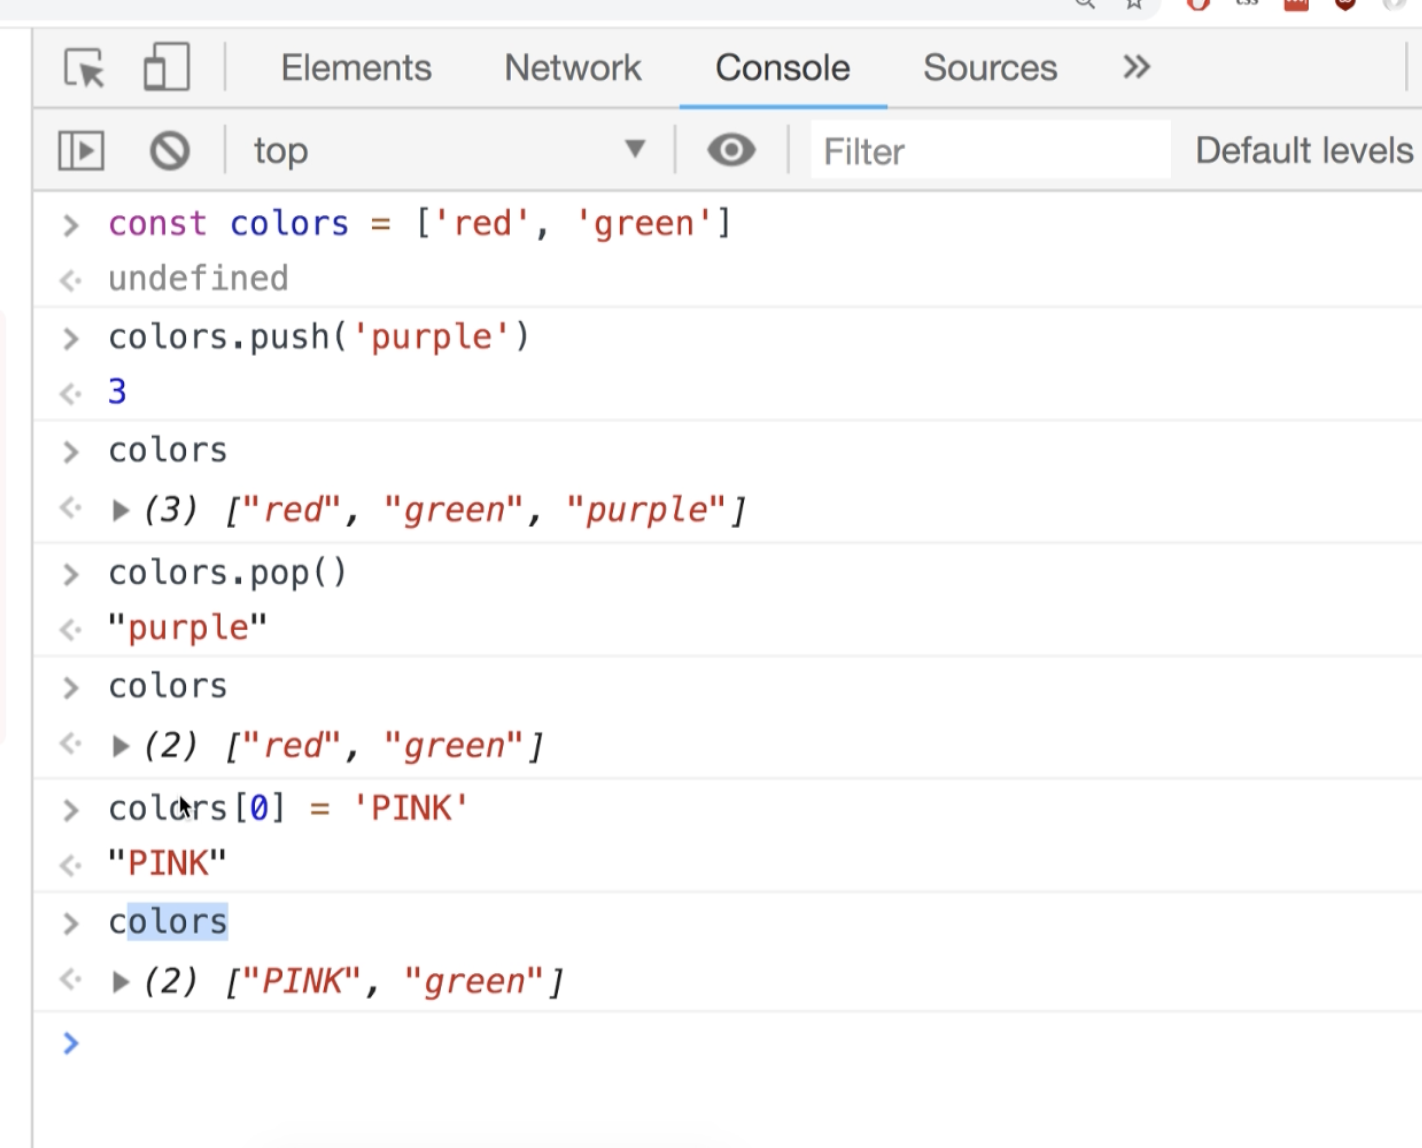 Elements Network Console Sources »
top Filter Default levels
> const colors = ['red', 'green']
undefined
> colors.push('purple')
3
> colors
(3) ["red", "green", "purple"]
> colors.pop()
"purple"
> colors
(2) ["red", "green"]
> colors[0] = 'PINK'
"PINK"
> colors
(2) ["PINK", "green"]
>